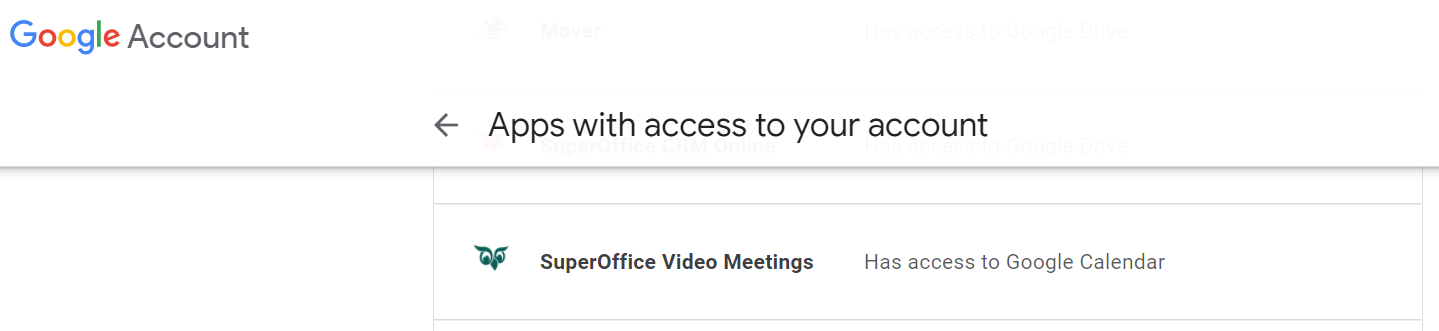 Mover Has access to Google Drive
Google Account
Apps with access to your account
SuperOffice CRM Online Has access to Google Drive
SuperOffice Video Meetings Has access to Google Calendar